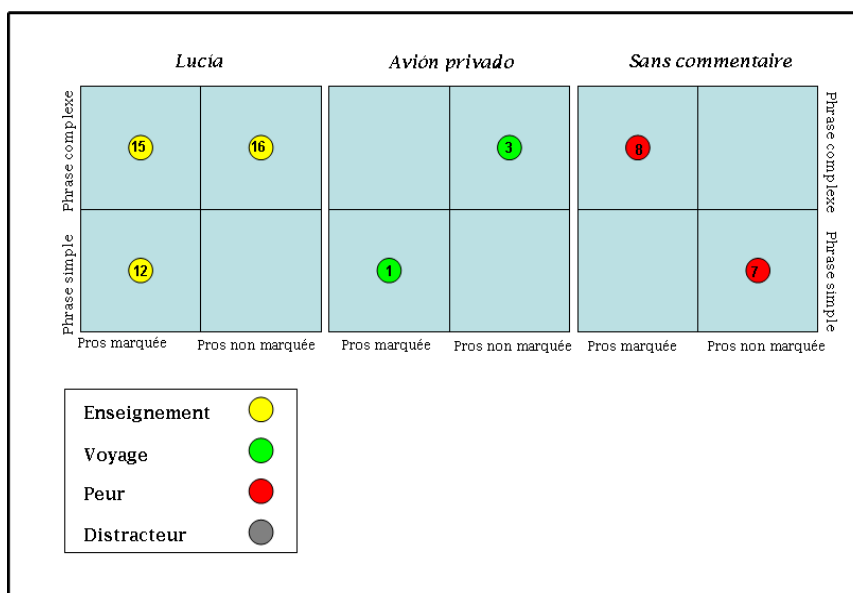 Lucía
Avión privado
Sans commentaire
Phrase complexe
15
16
3
8
Phrase complexe
Phrase simple
12
1
7
Phrase simple
Pros marquée
Pros non marquée
Pros marquée
Pros non marquée
Pros marquée
Pros non marquée
Enseignement
Voyage
Peur
Distracteur